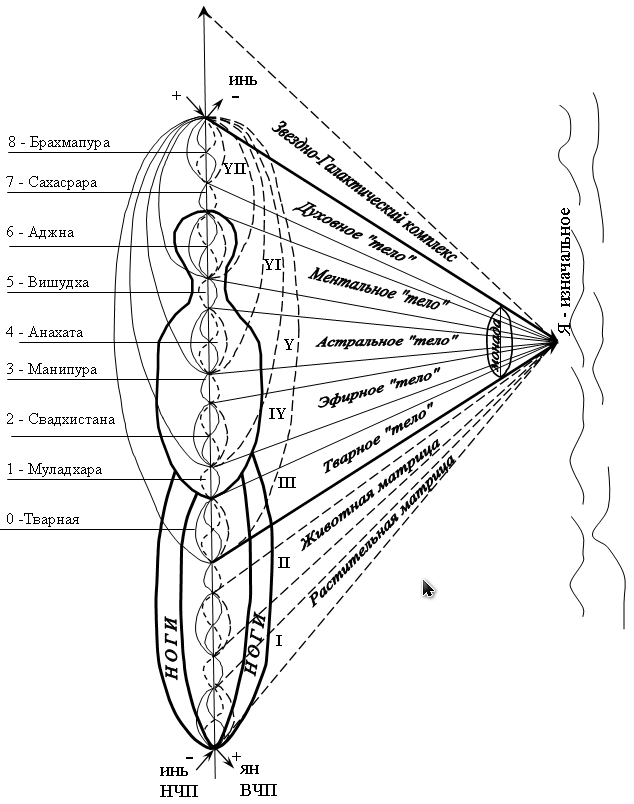 +
инь
-
8 - Брахмапура
7 - Сахасрара
6 - Аджна
5 - Вишудха
4 - Анахата
3 - Манипура
2 - Свадхистана
1 - Муладхара
0 -Тварная
YII
YI
Y
IY
III
II
I
Звездно-Галактический комплекс
Духовное "тело"
Ментальное "тело"
Астральное "тело"
Эфирное "тело"
Тварное "тело"
Животная матрица
Растительная матрица
монада
Я - изначальное
НОГИ
НОГИ
-
+
инь
ян
НЧП
ВЧП